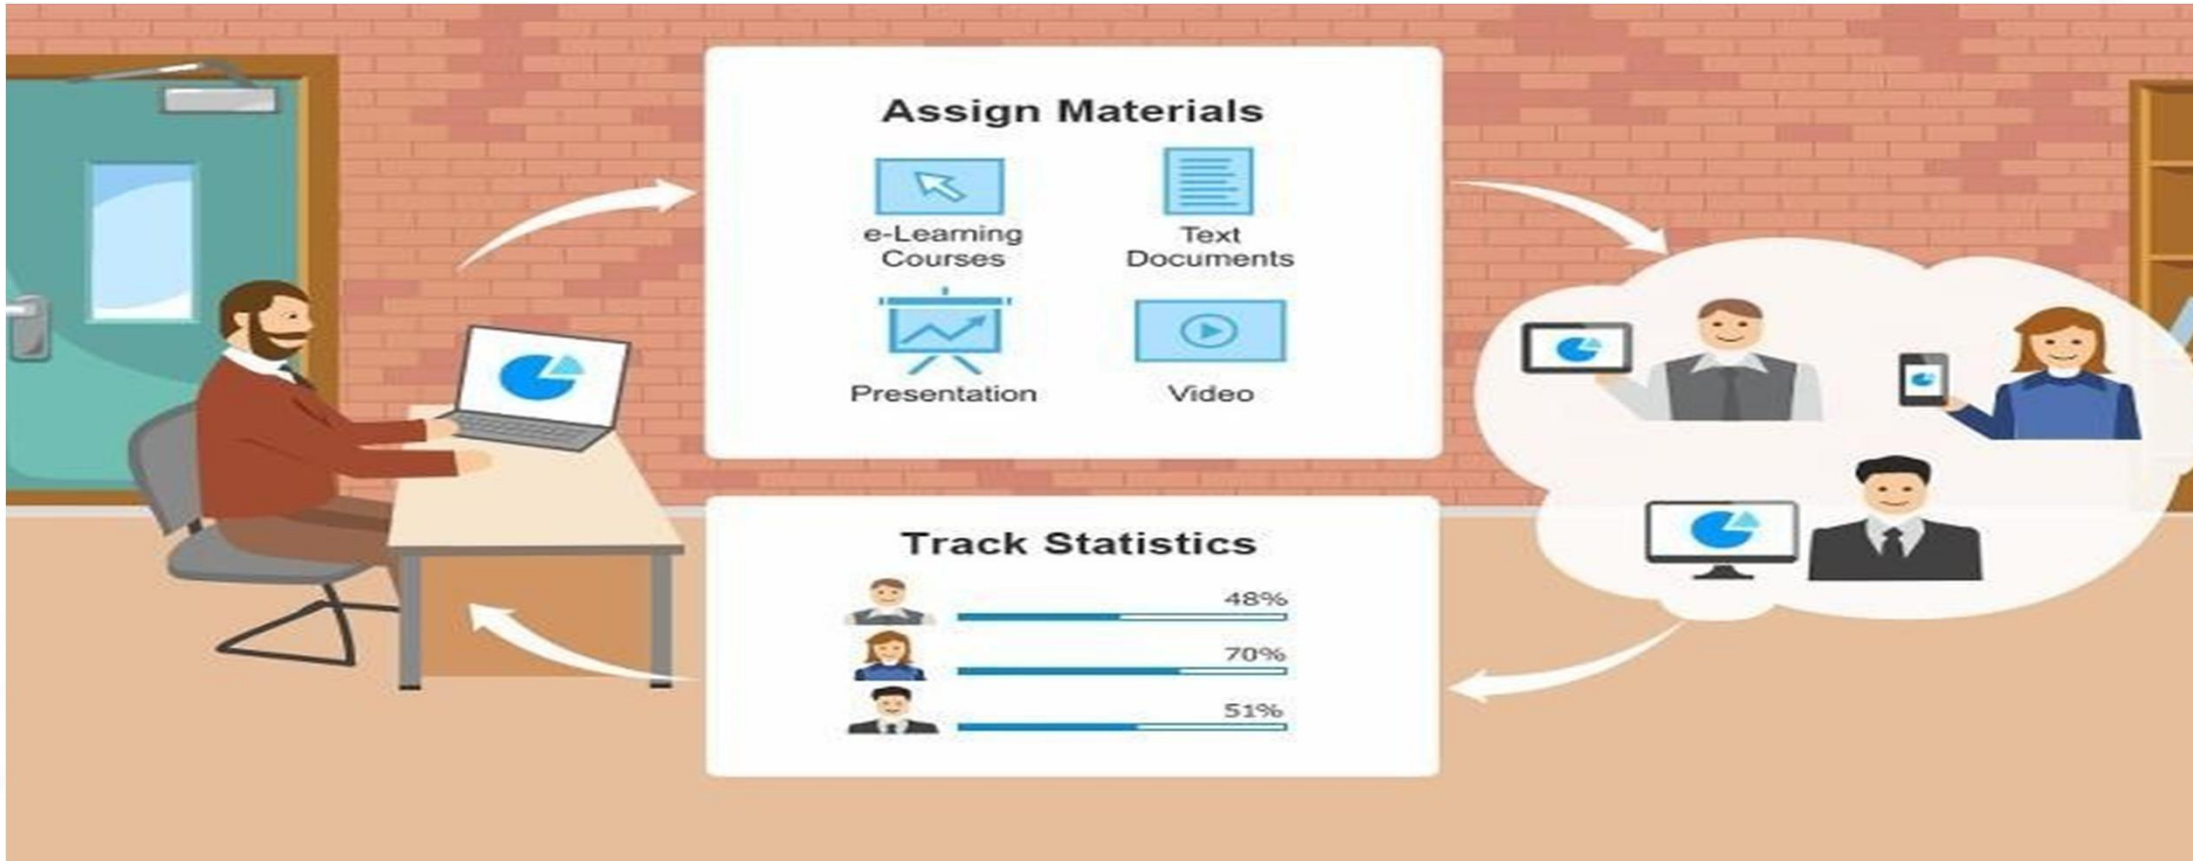 Assign Materials
e-Learning
Courses
Text
Documents
Presentation
Video
Track Statistics
48%
70%
51%